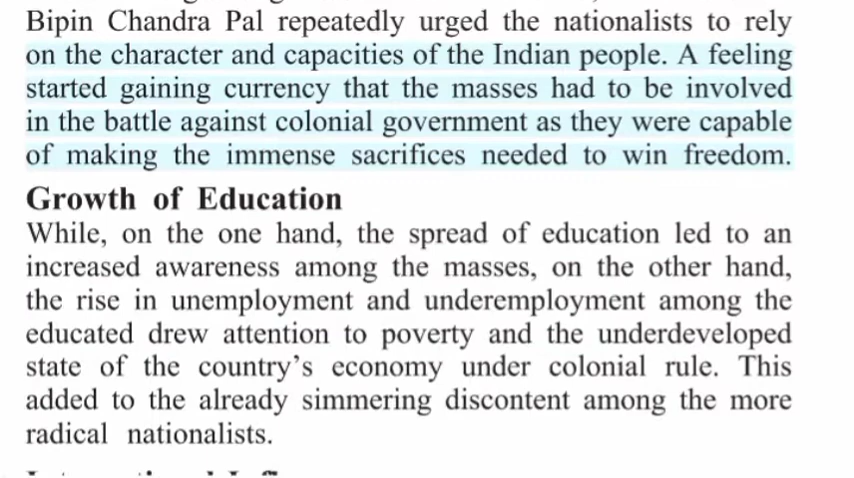 Bipin Chandra Pal repeatedly urged the nationalists to rely
on the character and capacities of the Indian people. A feeling
started gaining currency that the masses had to be involved
in the battle against colonial government as they were capable
of making the immense sacrifices needed to win freedom.
Growth of Education
While, on the one hand, the spread of education led to an
increased awareness among the masses, on the other hand,
the rise in unemployment and underemployment among the
educated drew attention to poverty and the underdeveloped
state of the country's economy under colonial rule. This
added to the already simmering discontent among the more
radical nationalists.